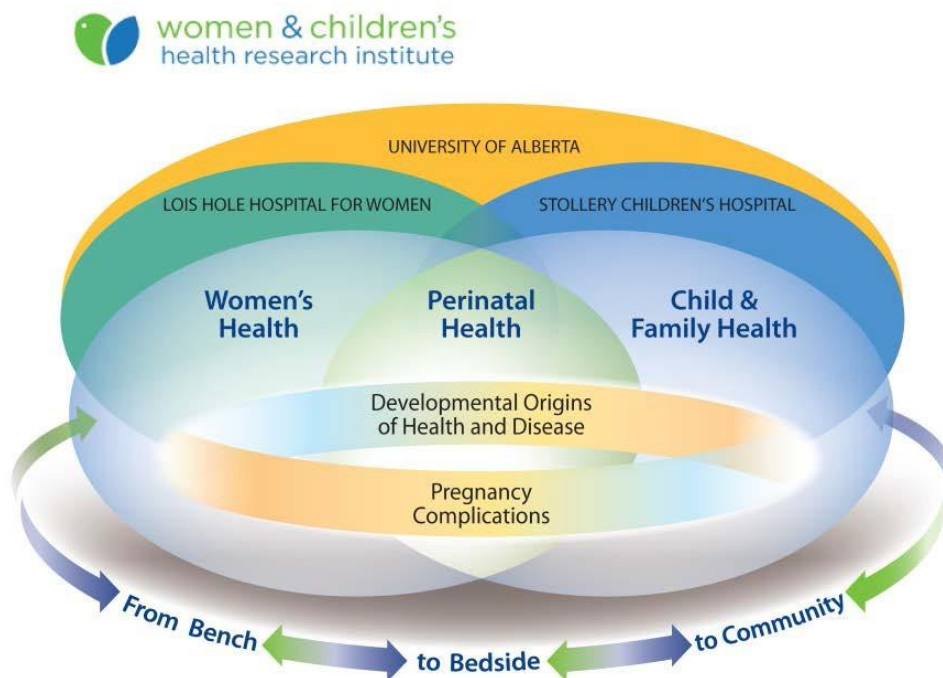 women & children's
health research institute
UNIVERSITY OF ALBERTA
LOIS HOLE HOSPITAL FOR WOMEN
STOLLERY CHILDREN'S HOSPITAL
Women's
Health
Perinatal
Health
Child &
Family Health
Developmental Origins
of Health and Disease
Pregnancy
Complications
From Bench
to Bedside
to Community